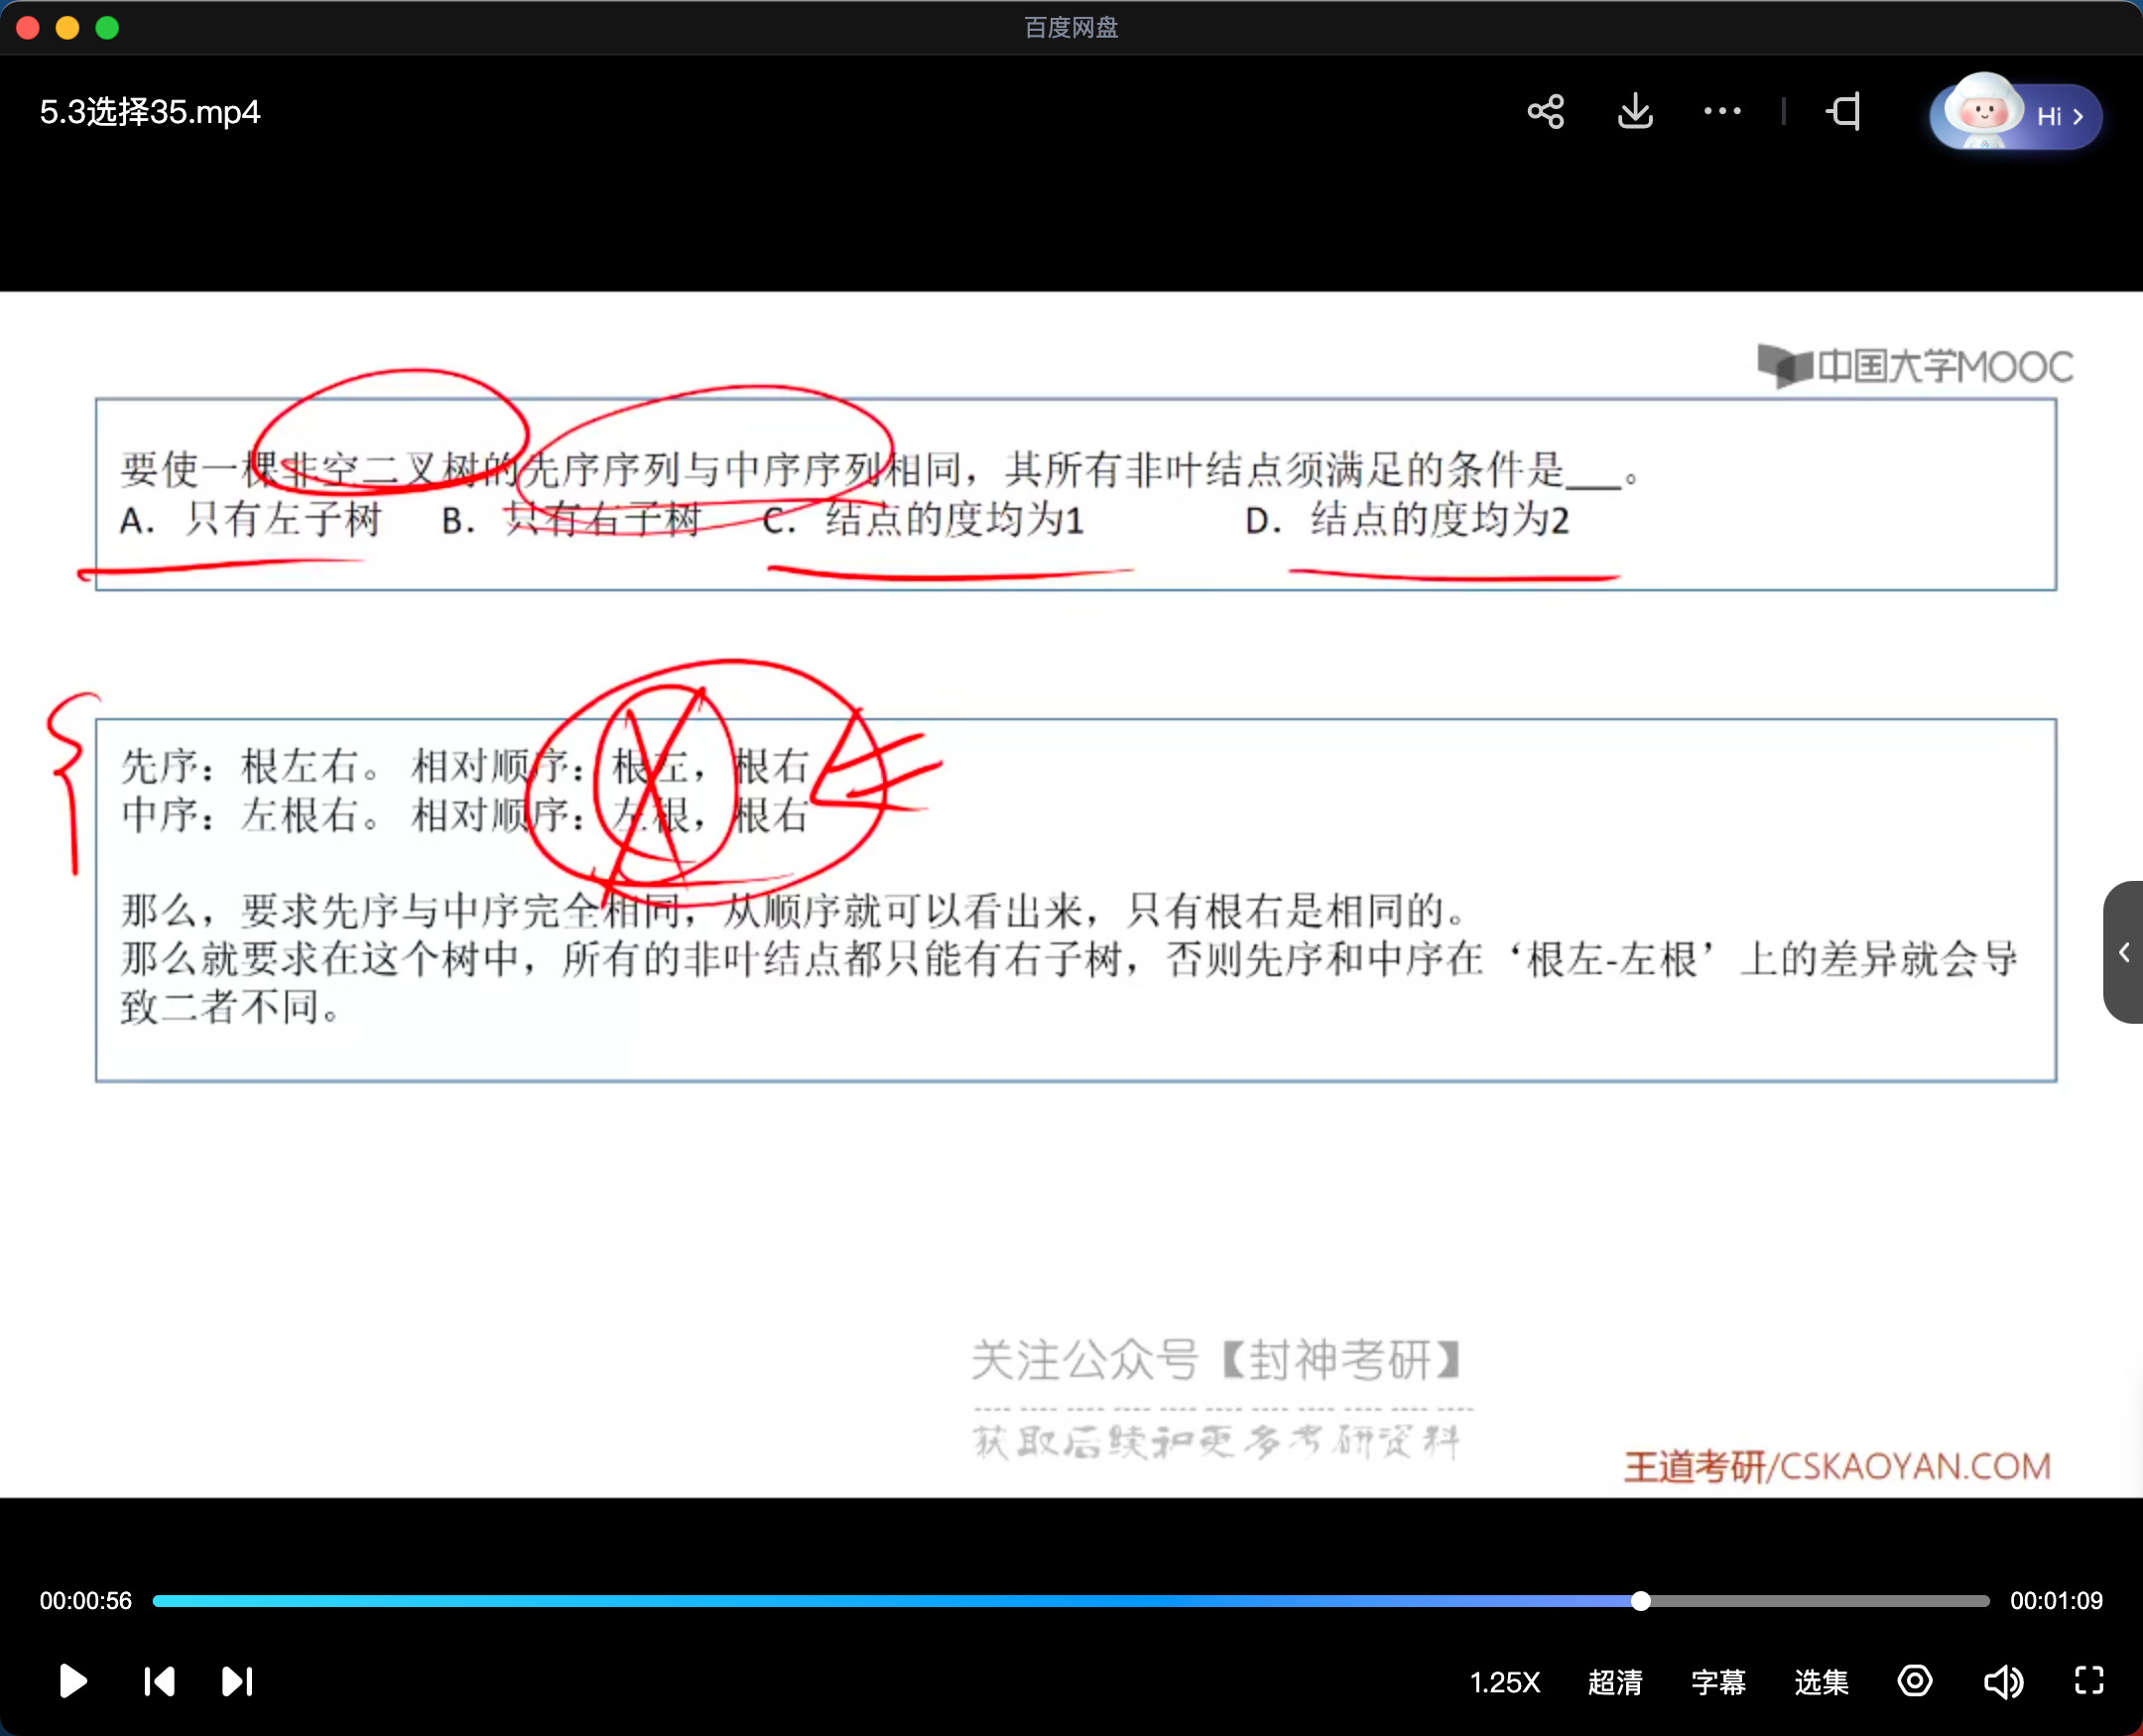 百度网盘
5.3选择35.mp4
Hi
中国大学MOOC
要使一棵非空二叉树的先序序列与中序序列相同，其所有非叶结点须满足的条件是___。
A. 只有左子树 B. 只有右子树 C. 结点的度均为1 D. 结点的度均为2
先序：根左右。 相对顺序：根左，根右
中序：左根右。 相对顺序：左根，根右
那么，要求先序与中序完全相同，从顺序就可以看出来，只有根右是相同的。
那么就要求在这个树中，所有的非叶结点都只能有右子树，否则先序和中序在‘根左-左根’上的差异就会导
致二者不同。
关注公众号【封神考研】
获取后续和更多考研资料
王道考研/CSKAOYAN.COM
00:00:56
00:01:09
1.25X 超清 字幕 选集